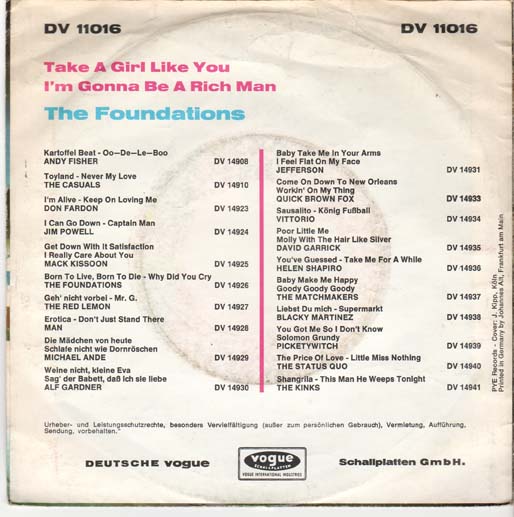 DV 11016 DV 11016
Take A Girl Like You
I'm Gonna Be A Rich Man
The Foundations
Kartoffel Beat - Oo—De—Le—Boo
ANDY FISHER DV 14908
Toyland - Never My Love
THE CASUALS DV 14910
I'm Alive - Keep On Loving Me
DON FARDON DV 14923
I Can Go Down - Captain Man
JIM POWELL DV 14924
Get Down With It Satisfaction
I Really Care About You
MACK KISSOON DV 14925
Born To Live, Born To Die - Why Did You Cry
THE FOUNDATIONS DV 14926
Geh' nicht vorbei - Mr. G.
THE RED LEMON DV 14927
Erotica - Don't Just Stand There
MAN DV 14928
Die Mädchen von heute
Schlafe nicht wie Dornröschen
MICHAEL ANDE DV 14929
Weine nicht, kleine Eva
Sag' der Babett, daß ich sie liebe
ALF GARDNER DV 14930
Baby Take Me In Your Arms
I Feel Flat On My Face
JEFFERSON DV 14931
Come On Down To New Orleans
Workin' On My Thing
QUICK BROWN FOX DV 14933
Sausalito - König Fußball
VITTORIO DV 14934
Poor Little Me
Molly With The Hair Like Silver
DAVID GARRICK DV 14935
You've Guessed - Take Me For A While
HELEN SHAPIRO DV 14936
Baby Make Me Happy
Goody Goody Goody
THE MATCHMAKERS DV 14937
Liebst Du mich - Supermarkt
BLACKY MARTINEZ DV 14938
You Got Me So I Don't Know
Solomon Grundy
PICKETYWITCH DV 14939
The Price Of Love - Little Miss Nothing
THE STATUS QUO DV 14940
Shangrila - This Man He Weeps Tonight
THE KINKS DV 14941
PYE Records - Cover: J. Kipp, Köln
Printed in Germany by Johannes Alt, Frankfurt am Main
Urheber- und Leistungsschutzrechte, besonders Vervielfältigung (außer zum persönlichen Gebrauch), Vermietung, Aufführung,
Sendung, vorbehalten."
DEUTSCHE vogue vogue Schallplatten GmbH.
SCHALLPLATTEN
VOGUE INTERNATIONAL INDUSTRIES